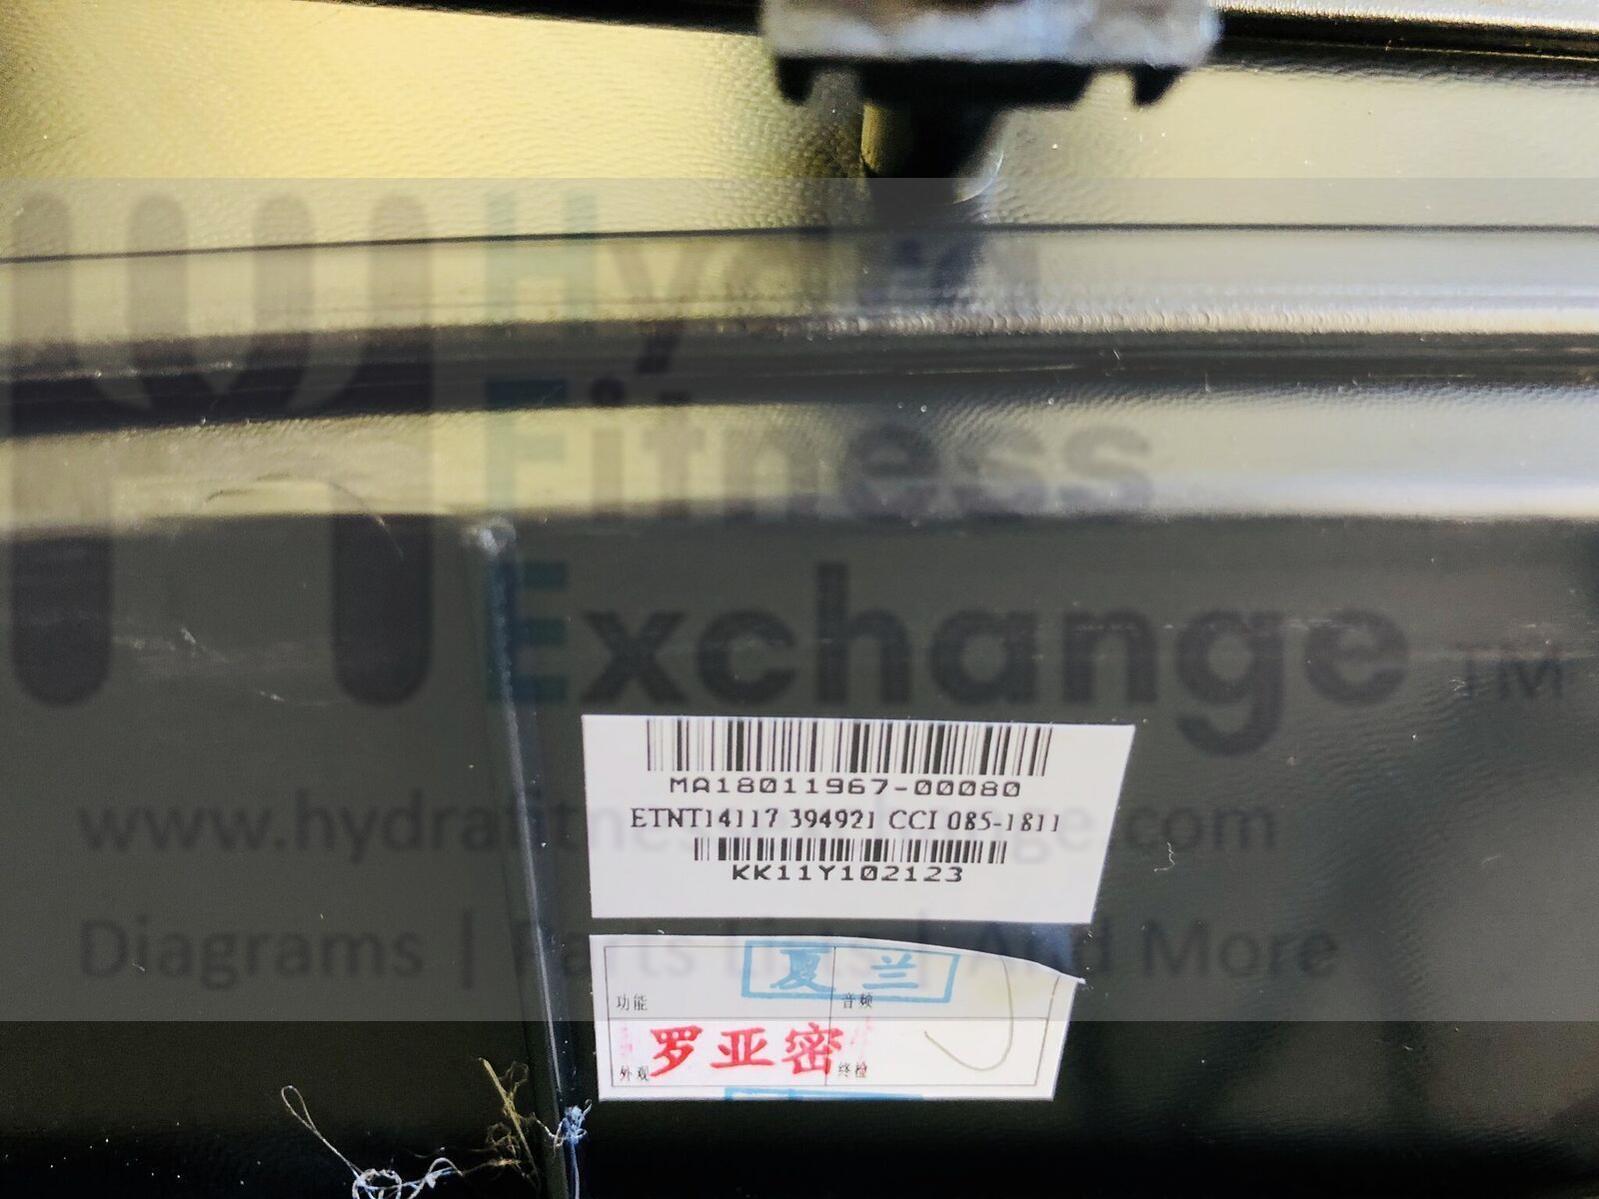 Hydra
Fitness
Exchange TM
MA18011967-00080
ETNT14117 394921 CCI 085-1811
KK11Y102123
www.hydrafitnessexchange.com
Diagrams | Parts Lists | And More
夏 兰
功能 音频
罗亚密
外观 终检